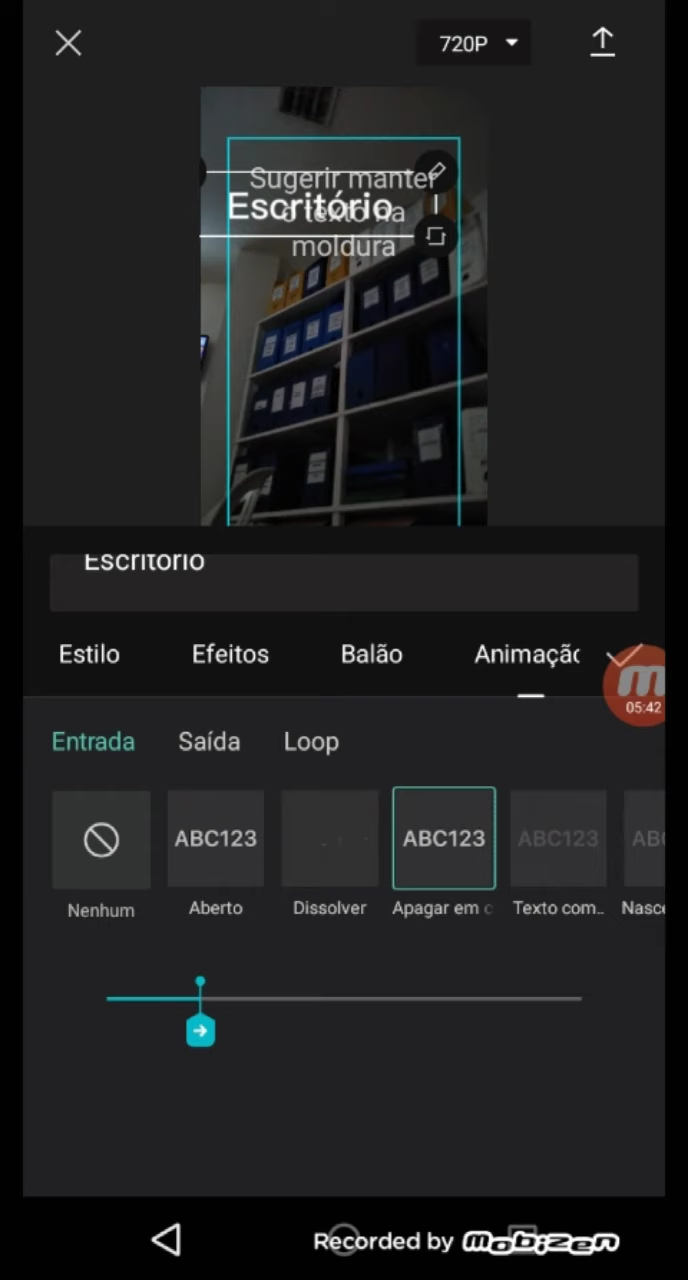 720P
Sugerir manter
o texto na
moldura
Escritório
Escritorio
Estilo
Efeitos
Balão
Animaçã
05:42
Entrada
Saída
Loop
ABC123
ABC123
ABC123
Nenhum
Aberto
Dissolver
Apagar em
Texto com..
Recorded by mobizen